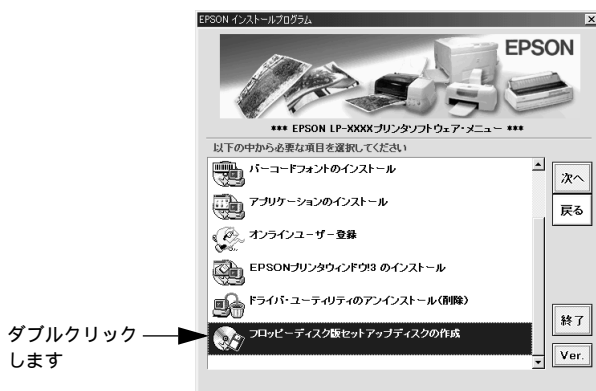 EPSON インストールプログラム
EPSON
*** EPSON LP-XXXXプリンタソフトウェア・メニュー ***
以下の中から必要な項目を選択してください
バーコードフォントのインストール
アプリケーションのインストール
オンラインユーザー登録
EPSONプリンタウィンドウ!3 のインストール
ドライバ・ユーティリティのアンインストール(削除)
フロッピーディスク版セットアップディスクの作成
次へ
戻る
終了
Ver.
ダブルクリック
します